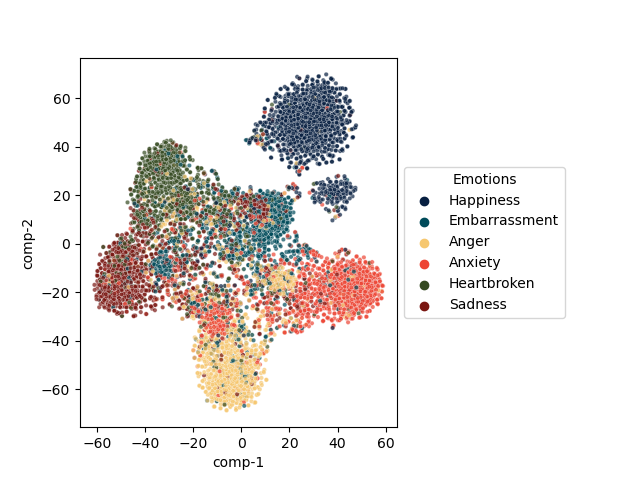 60
40
20
0
−20
−40
−60
−60 −40 −20 0 20 40 60
comp-2
comp-1
Emotions
Happiness
Embarrassment
Anger
Anxiety
Heartbroken
Sadness